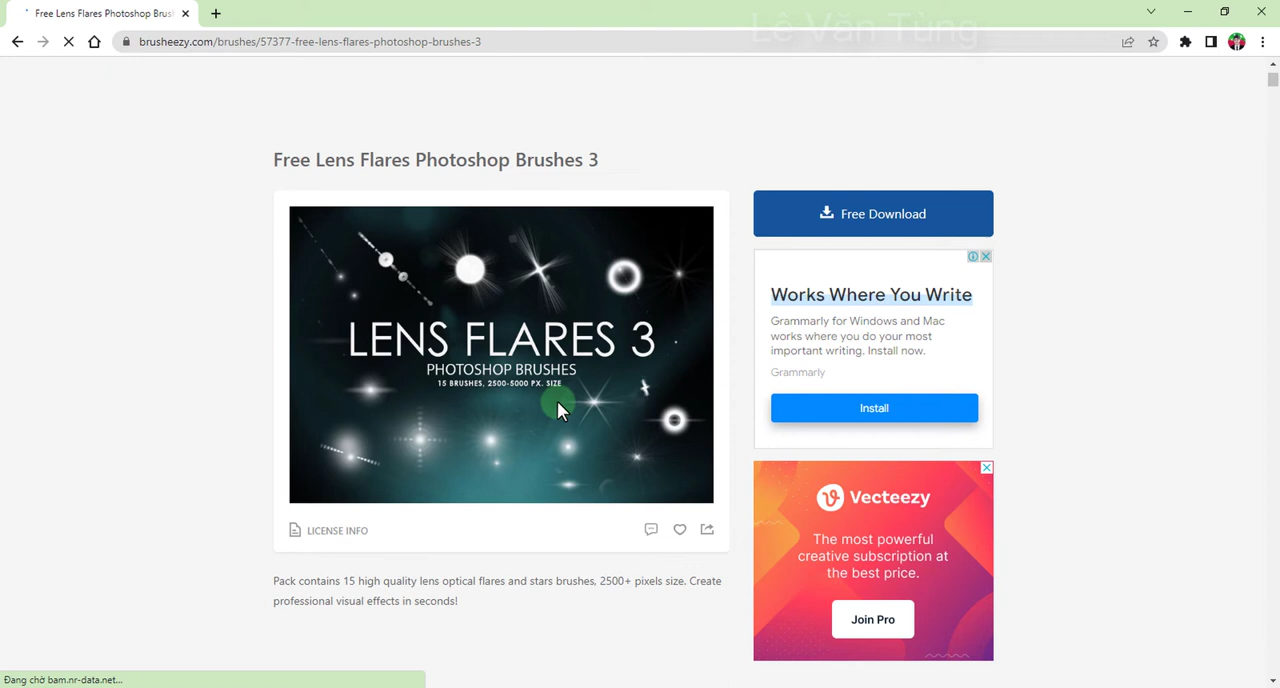 Free Lens Flares Photoshop Brus
Lê Văn Tùng
brusheezy.com/brushes/57377-free-lens-flares-photoshop-brushes-3
Free Lens Flares Photoshop Brushes 3
LENS FLARES 3
PHOTOSHOP BRUSHES
15 BRUSHES, 2500-5000 PX. SIZE
LICENSE INFO
Pack contains 15 high quality lens optical flares and stars brushes, 2500+ pixels size. Create
professional visual effects in seconds!
Free Download
Works Where You Write
Grammarly for Windows and Mac
works where you do your most
important writing. Install now.
Grammarly
Install
Vecteezy
The most powerful
creative subscription at
the best price.
Join Pro
Đang chờ bam.nr-data.net...